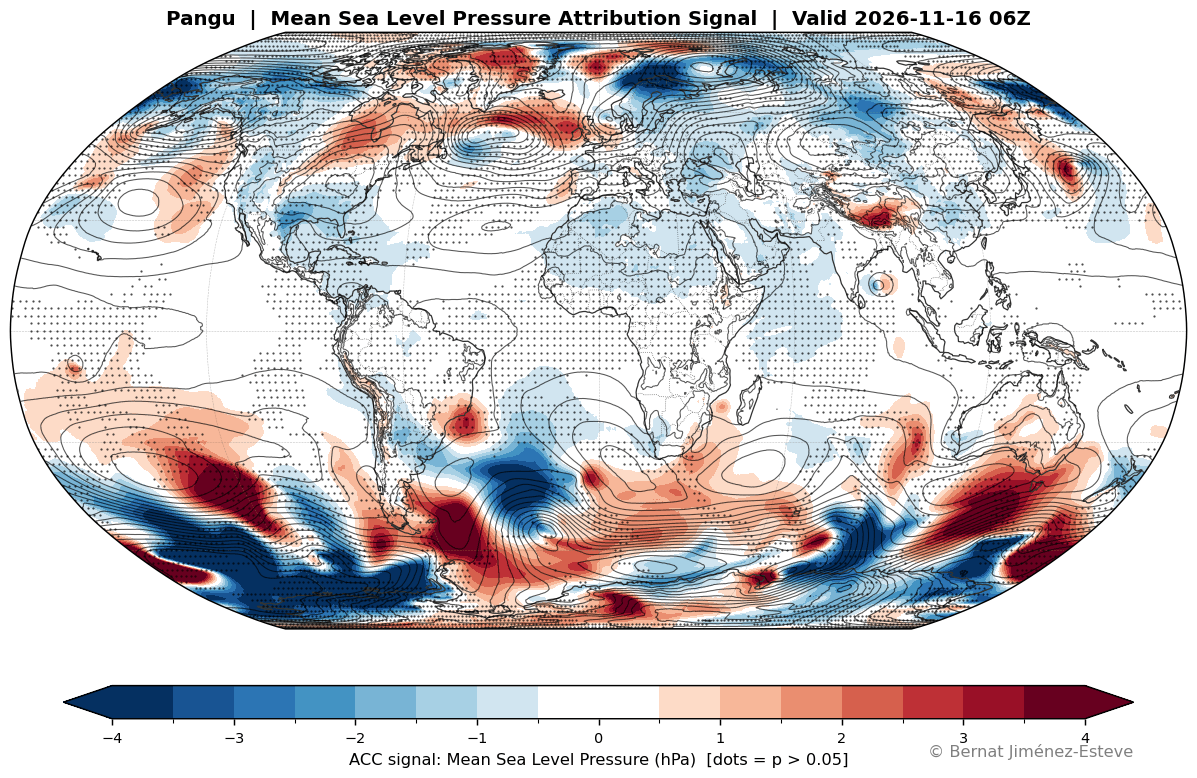 Pangu | Mean Sea Level Pressure Attribution Signal | Valid 2026-11-16 06Z
−4 −3 −2 −1 0 1 2 3 4
ACC signal: Mean Sea Level Pressure (hPa) [dots = p > 0.05]
© Bernat Jiménez-Esteve